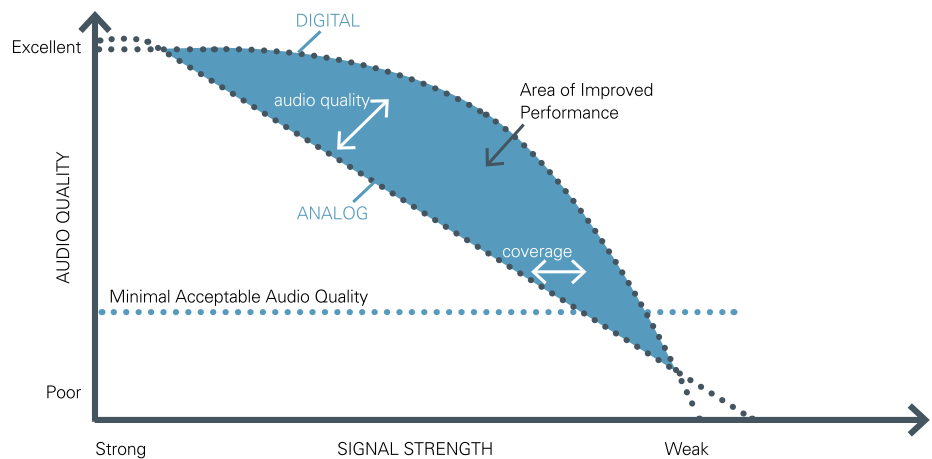 DIGITAL
Excellent
Area of Improved
Performance
audio quality
AUDIO QUALITY
ANALOG
coverage
Minimal Acceptable Audio Quality
Poor
Strong
SIGNAL STRENGTH
Weak